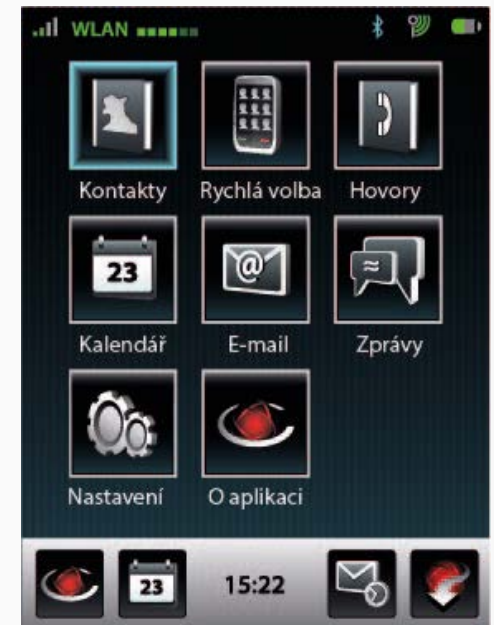 WLAN
Kontakty Rychlá volba Hovory
23 @ ≈
Kalendář E-mail Zprávy
Nastavení O aplikaci
23 15:22